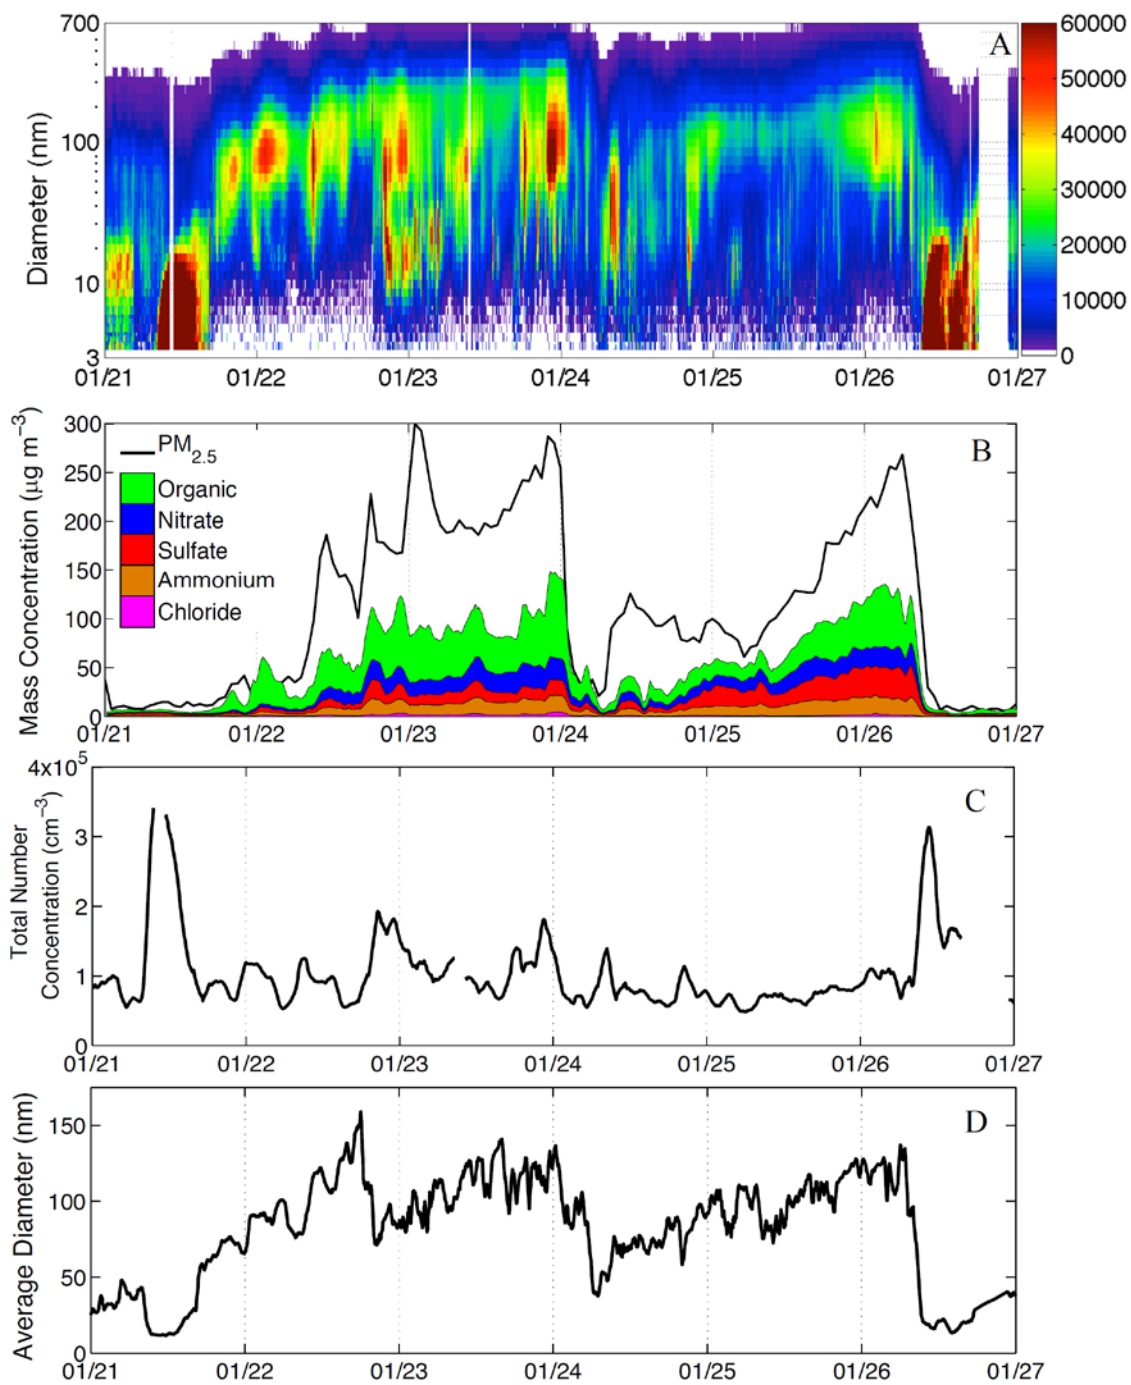 A
Diameter (nm)
700
100
10
3
60000
50000
40000
30000
20000
10000
0
01/21 01/22 01/23 01/24 01/25 01/26 01/27
B
Mass Concentration (μg m⁻³)
300
250
200
150
100
50
0
PM₂.₅
Organic
Nitrate
Sulfate
Ammonium
Chloride
01/21 01/22 01/23 01/24 01/25 01/26 01/27
C
Total Number
Concentration (cm⁻³)
4x10⁵
3
2
1
0
01/21 01/22 01/23 01/24 01/25 01/26 01/27
D
Average Diameter (nm)
150
100
50
0
01/21 01/22 01/23 01/24 01/25 01/26 01/27